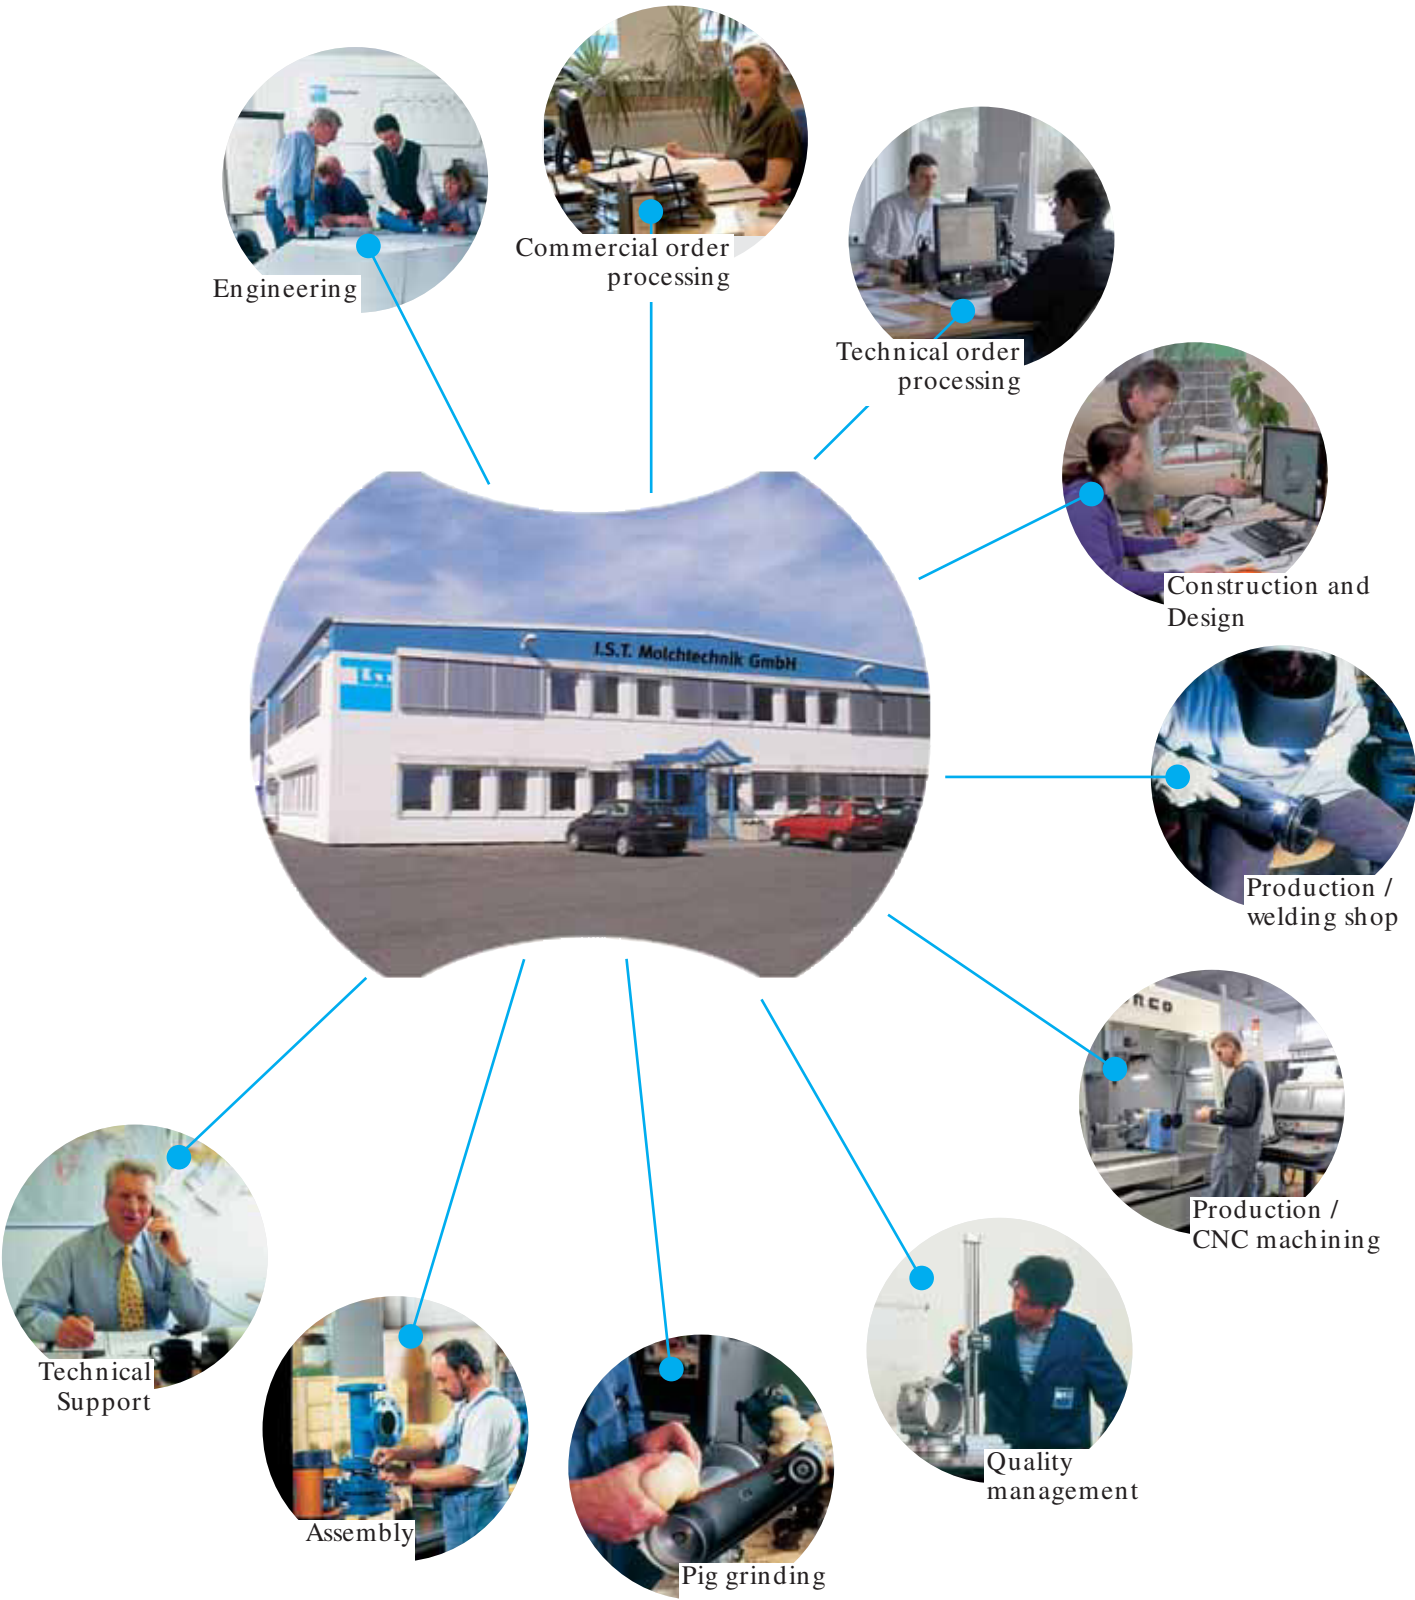 Engineering
Commercial order
processing
Technical order
processing
Construction and
Design
I.S.T. Molchtechnik GmbH
I.S.T.
Production /
welding shop
Production /
CNC machining
Quality
management
Pig grinding
Assembly
Technical
Support